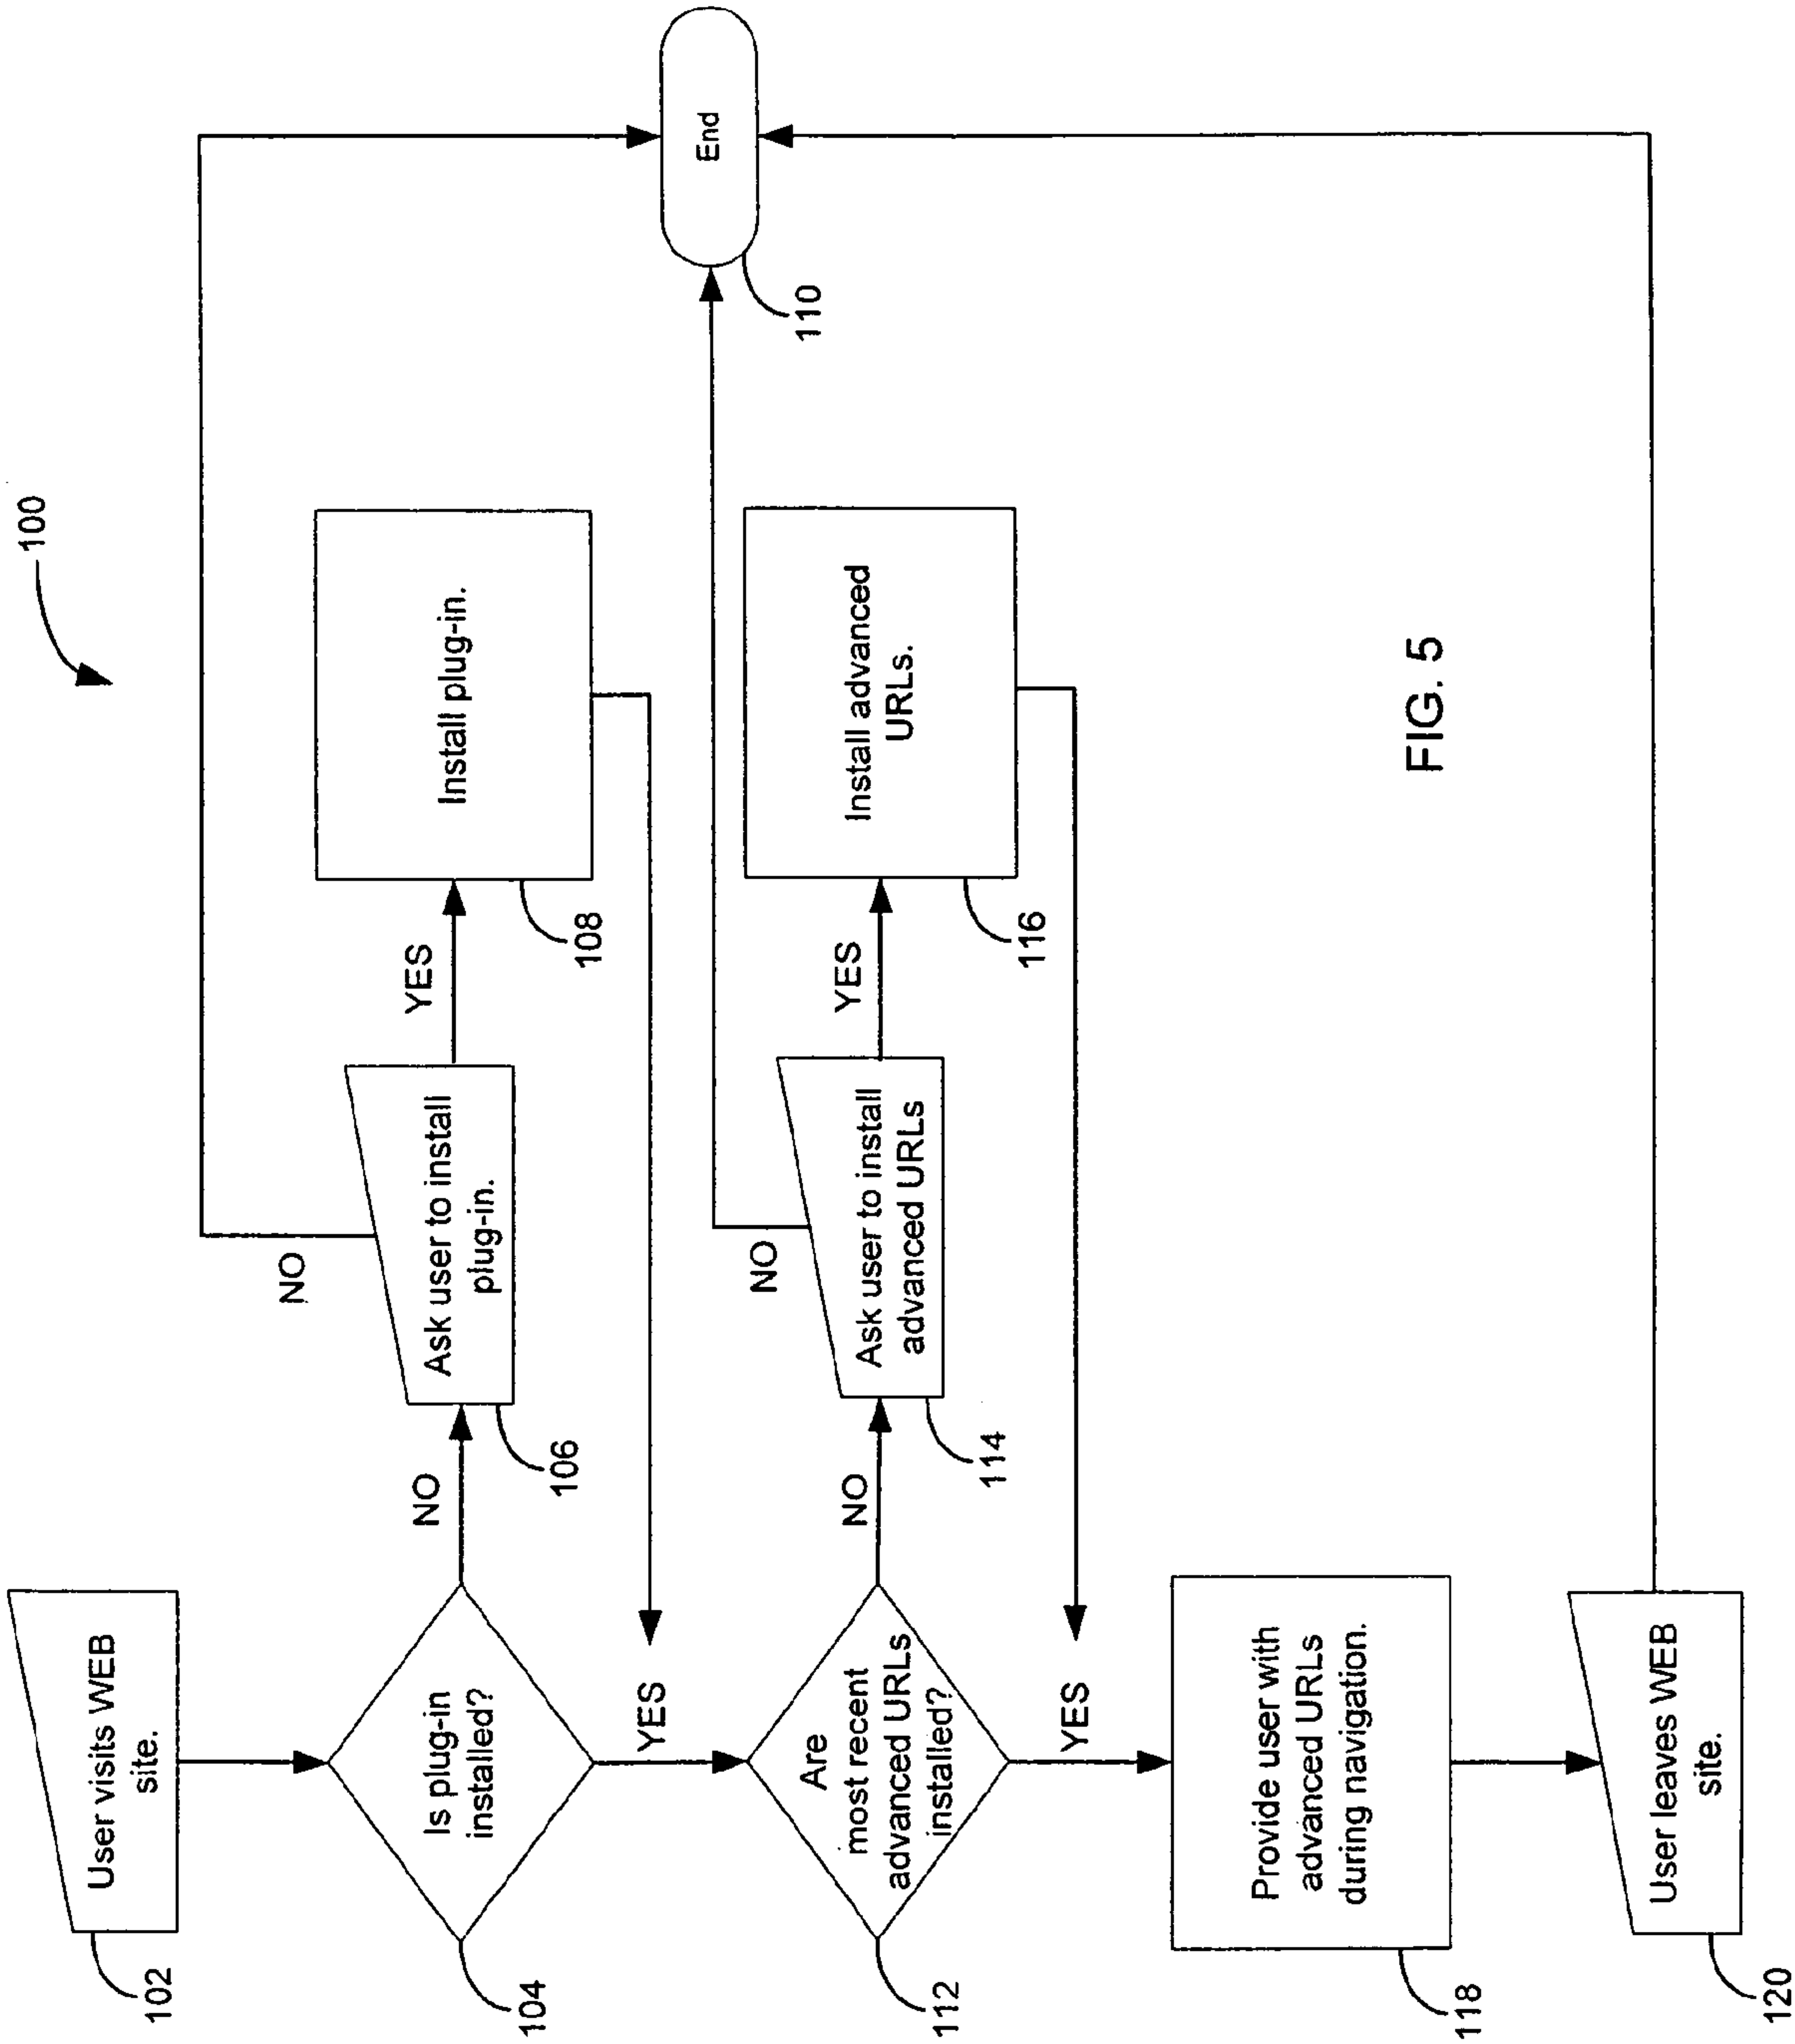 100
User visits WEB
site.
102
Is plug-in
installed?
104
NO
Ask user to install
plug-in.
106
NO
YES
Install plug-in.
108
YES
End
110
Are
most recent
advanced URLs
installed?
112
NO
Ask user to install
advanced URLs
114
NO
YES
Install advanced
URLs.
116
YES
Provide user with
advanced URLs
during navigation.
118
User leaves WEB
site.
120
FIG. 5